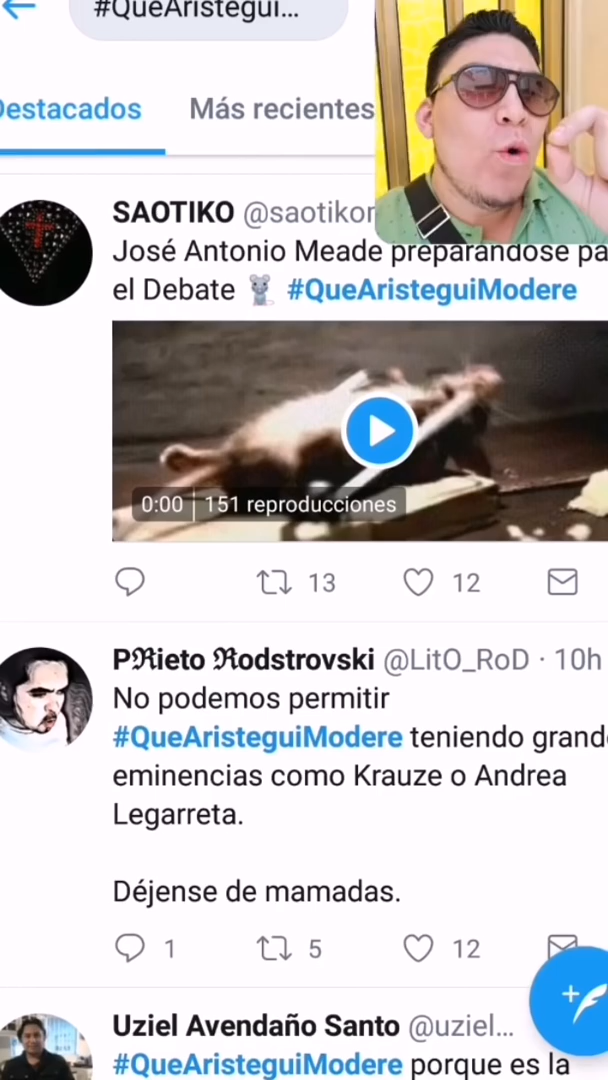 #QueAristegui...
Destacados
Más recientes
SAOTIKO @saotikor
José Antonio Meade preparándose pa
el Debate 🐭 #QueAristeguiModere
0:00 | 151 reproducciones
13 12
Pℜieto ℜodstrovski @LitO_RoD · 10h
No podemos permitir
#QueAristeguiModere teniendo grand
eminencias como Krauze o Andrea
Legarreta.
Déjense de mamadas.
1 5 12
Uziel Avendaño Santo @uziel...
#QueAristeguiModere porque es la